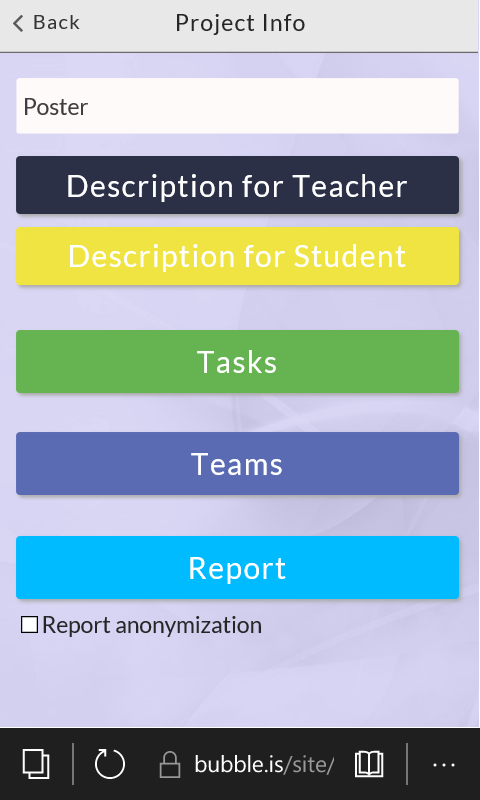 Back
Project Info
Poster
Description for Teacher
Description for Student
Tasks
Teams
Report
Report anonymization
bubble.is/site/